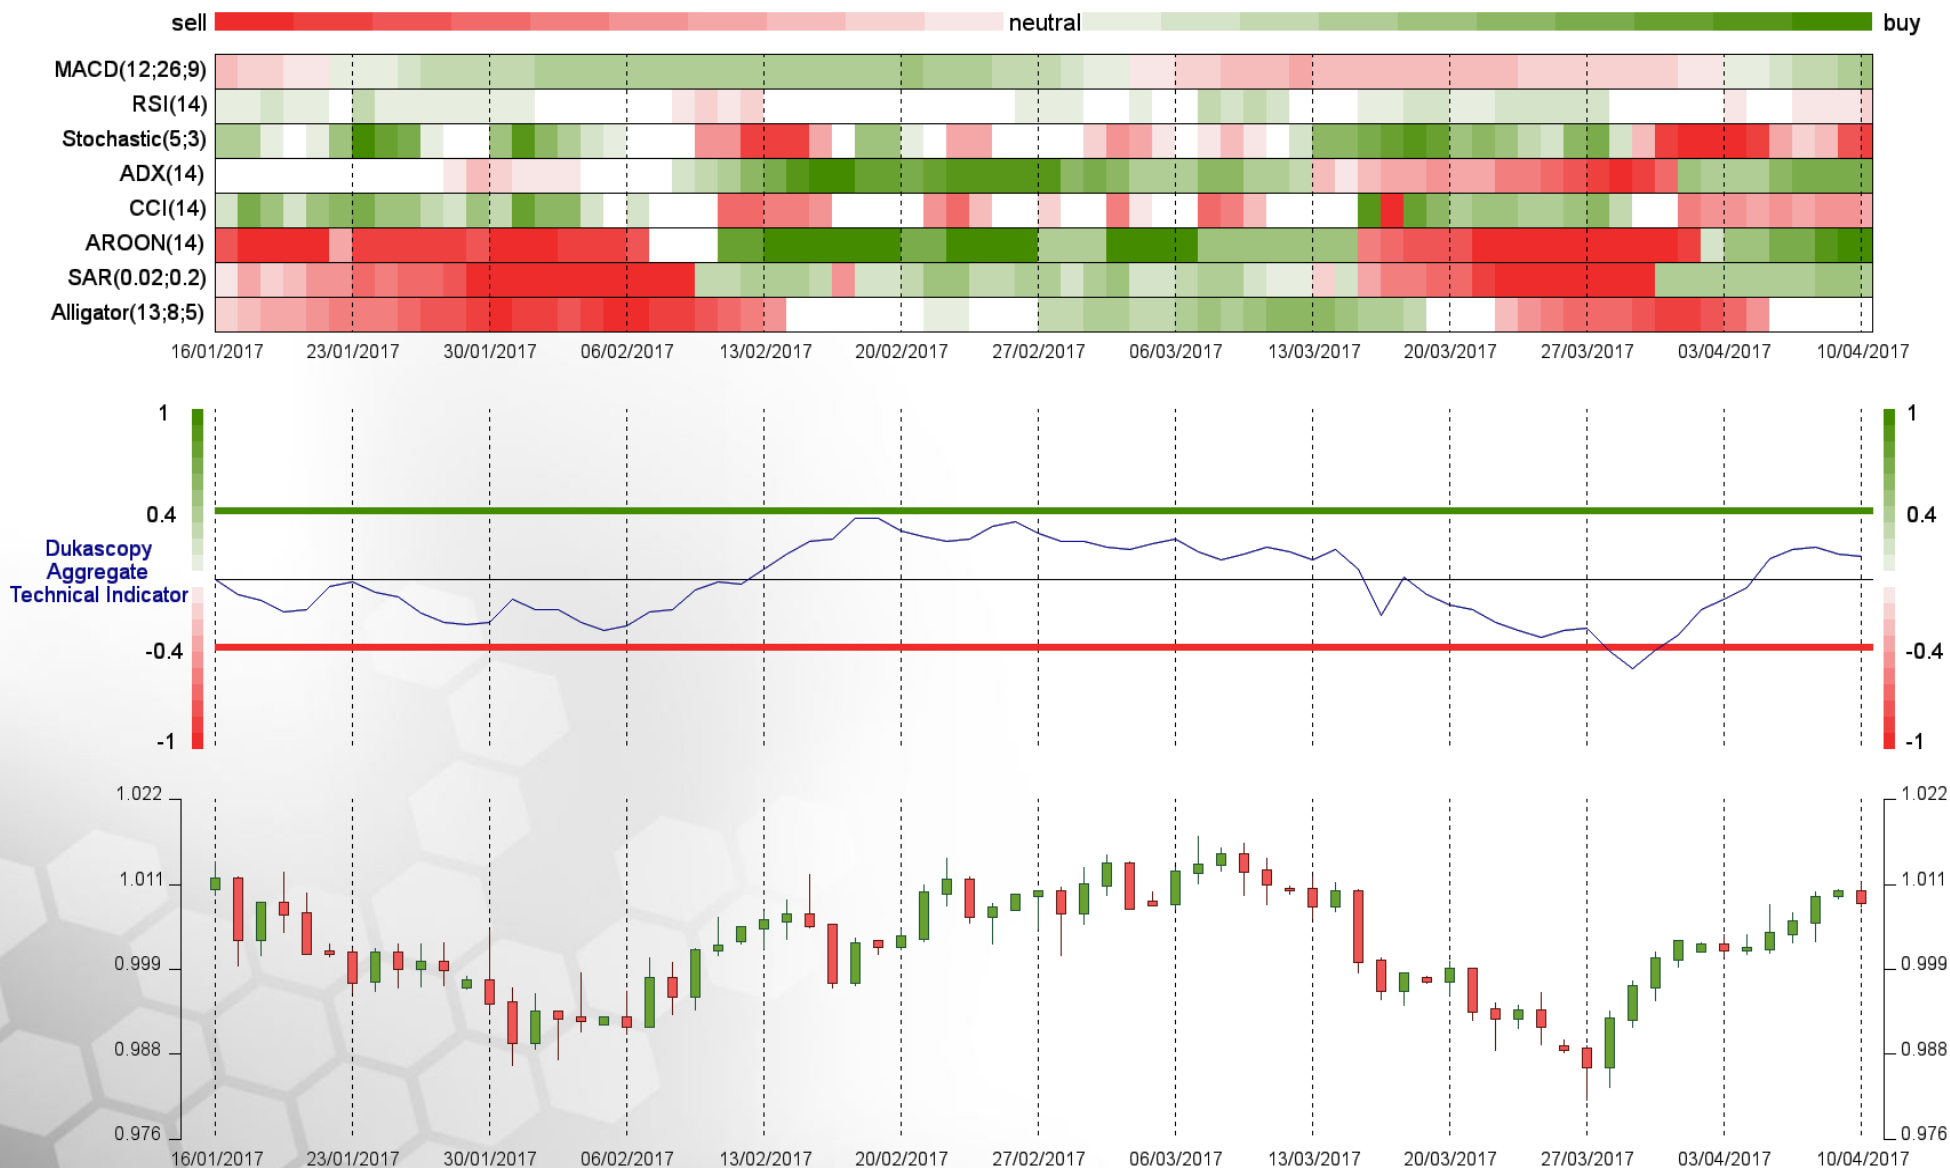 sell neutral buy
MACD(12;26;9)
RSI(14)
Stochastic(5;3)
ADX(14)
CCI(14)
AROON(14)
SAR(0.02;0.2)
Alligator(13;8;5)
16/01/2017 23/01/2017 30/01/2017 06/02/2017 13/02/2017 20/02/2017 27/02/2017 06/03/2017 13/03/2017 20/03/2017 27/03/2017 03/04/2017 10/04/2017
1 1
0.4 0.4
Dukascopy
Aggregate
Technical Indicator
-0.4 -0.4
-1 -1
1.022 1.022
1.011 1.011
0.999 0.999
0.988 0.988
0.976 0.976
16/01/2017 23/01/2017 30/01/2017 06/02/2017 13/02/2017 20/02/2017 27/02/2017 06/03/2017 13/03/2017 20/03/2017 27/03/2017 03/04/2017 10/04/2017